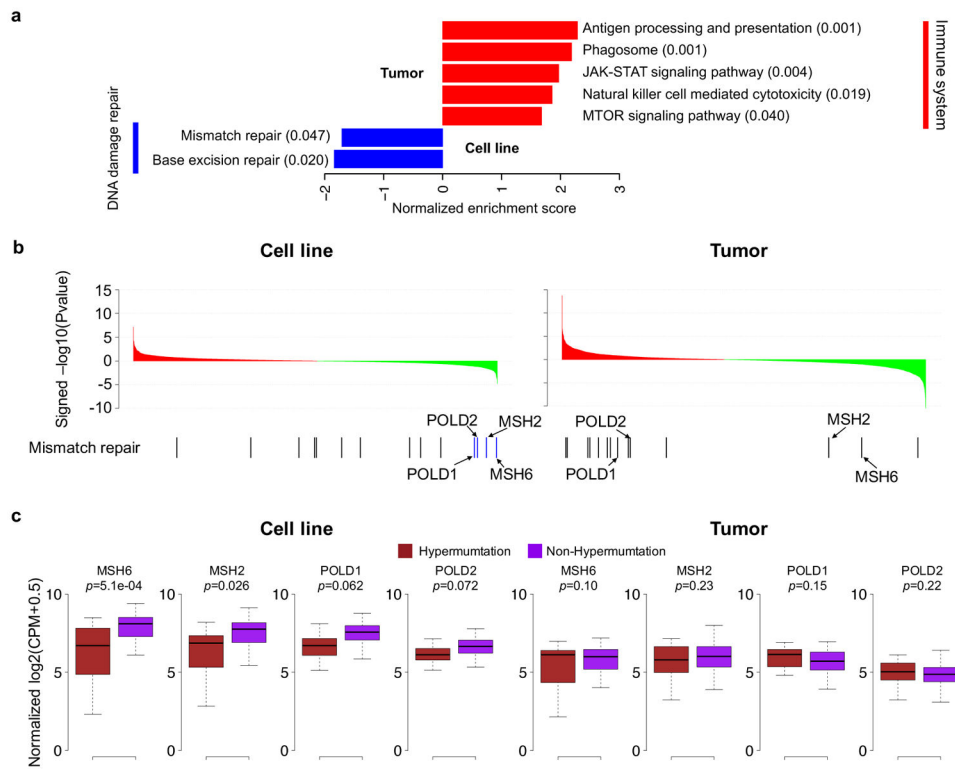 a
Antigen processing and presentation (0.001)
Phagosome (0.001)
Tumor
JAK-STAT signaling pathway (0.004)
Natural killer cell mediated cytotoxicity (0.019)
MTOR signaling pathway (0.040)
Immune system
DNA damage repair
Mismatch repair (0.047)
Cell line
Base excision repair (0.020)
−2 −1 0 1 2 3
Normalized enrichment score
b
Cell line Tumor
Signed −log10(Pvalue)
15
10
5
0
-5
-10
POLD2 MSH2 POLD2 MSH2
Mismatch repair
POLD1 MSH6 POLD1 MSH6
c
Cell line Tumor
Hypermumtation Non-Hypermumtation
MSH6 MSH2 POLD1 POLD2 MSH6 MSH2 POLD1 POLD2
p=5.1e-04 p=0.026 p=0.062 p=0.072 p=0.10 p=0.23 p=0.15 p=0.22
Normalized log2(CPM+0.5)
10 10 10 10 10 10 10 10
5 5 5 5 5 5 5 5
0 0 0 0 0 0 0 0